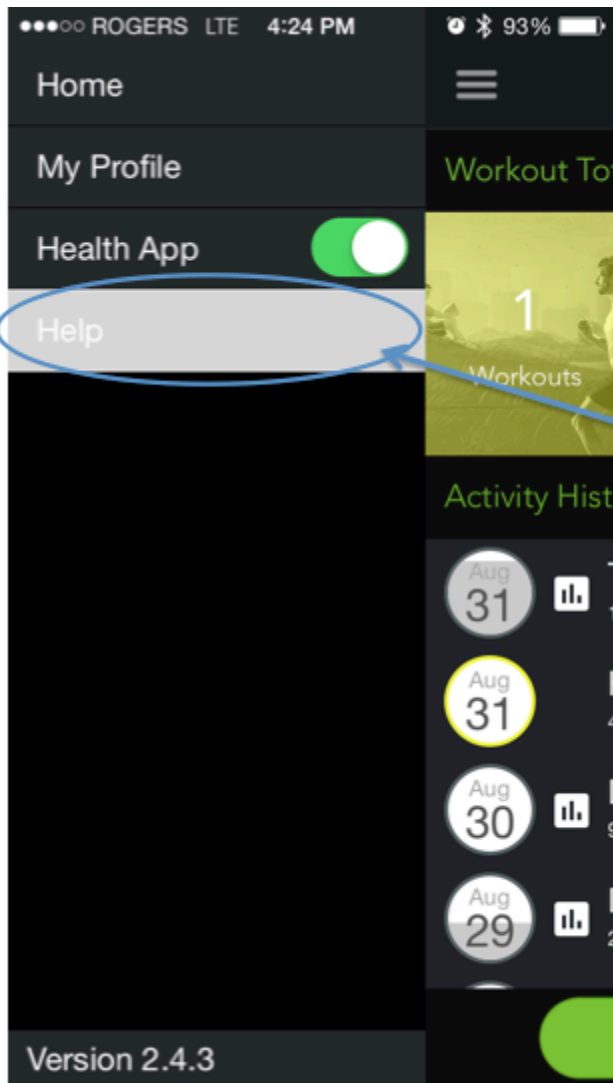 ROGERS LTE 4:24 PM 93%
Home
My Profile
Health App
Help
Version 2.4.3
Workout To
1
Workouts
Activity Hist
Aug
31
Aug
31
Aug
30
Aug
29